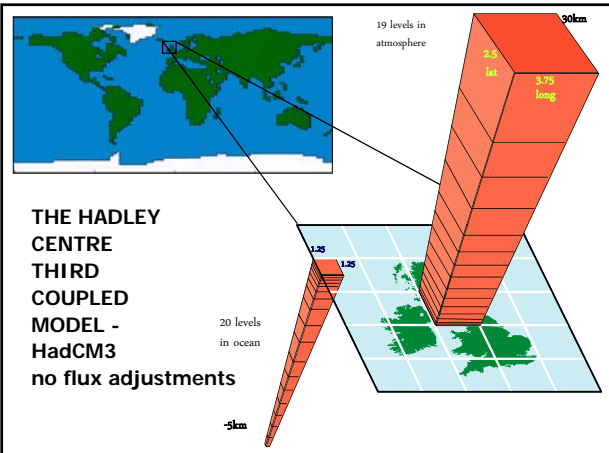 19 levels in
atmosphere
30km
2.5
lat
3.75
long
THE HADLEY
CENTRE
THIRD
COUPLED
MODEL -
HadCM3
no flux adjustments
1.25
1.25
20 levels
in ocean
-5km